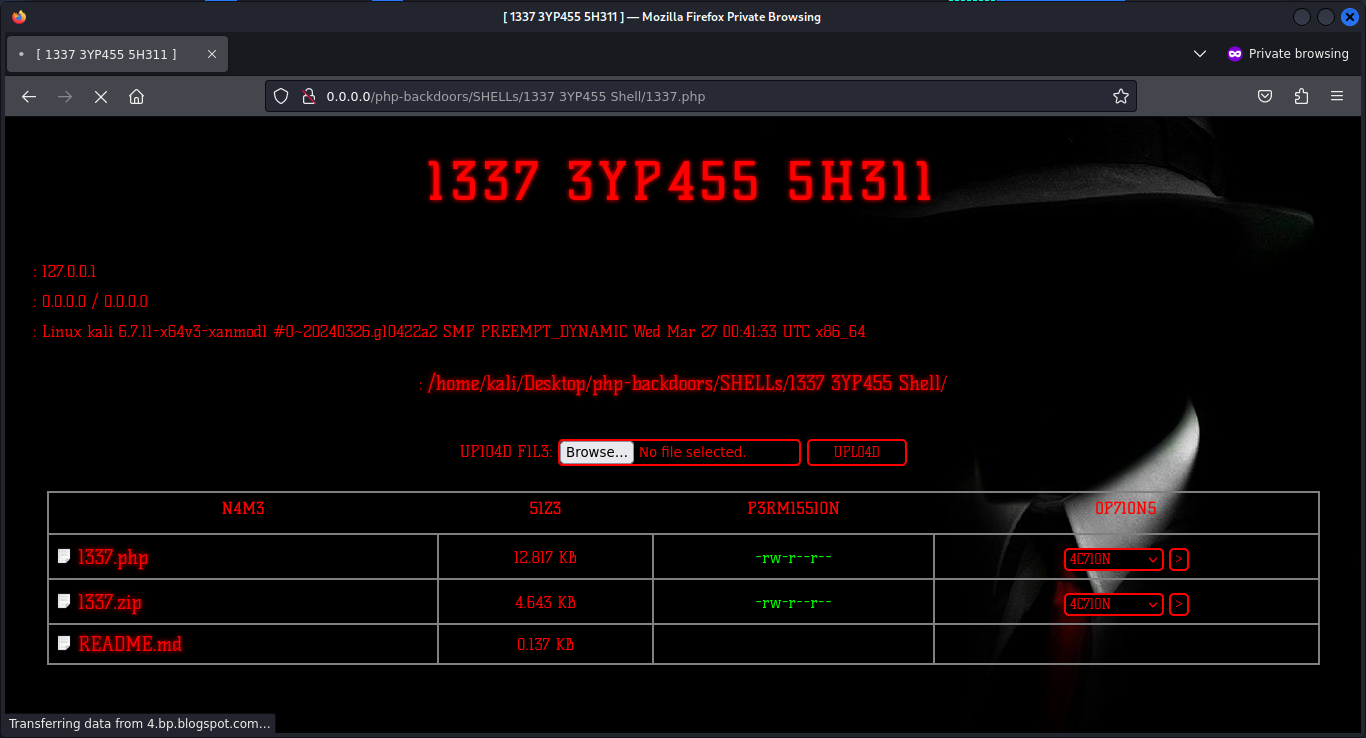 [ 1337 3YP455 5H311 ] — Mozilla Firefox Private Browsing
[ 1337 3YP455 5H311 ]
Private browsing
0.0.0.0/php-backdoors/SHELLs/1337 3YP455 Shell/1337.php
1337 3YP455 5H311
: 127.0.0.1
: 0.0.0.0 / 0.0.0.0
: Linux kali 6.7.11-x64v3-xanmod1 #0~20240326.g10422a2 SMP PREEMPT_DYNAMIC Wed Mar 27 00:41:33 UTC x86_64
: /home/kali/Desktop/php-backdoors/SHELLs/1337 3YP455 Shell/
UP104D F1L3: Browse... No file selected. UPL04D
N4M3 51Z3 P3RM15510N 0P710N5
1337.php 12.817 KB -rw-r--r-- 4C710N >
1337.zip 4.643 KB -rw-r--r-- 4C710N >
README.md 0.137 KB
Transferring data from 4.bp.blogspot.com...